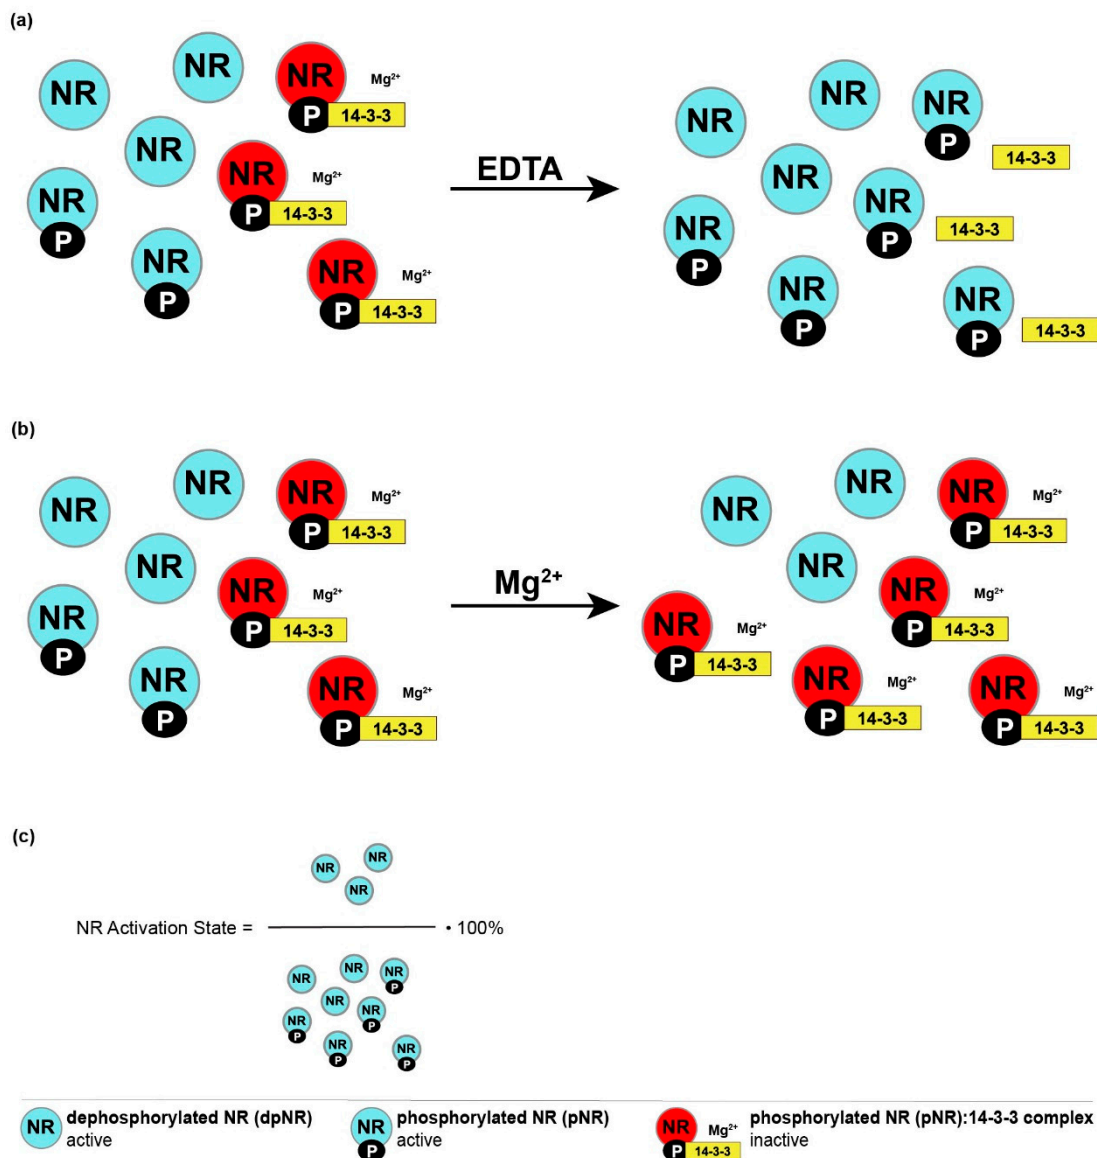 (a)
NR
NR
NR
P
14-3-3
Mg²⁺
NR
NR
P
14-3-3
Mg²⁺
NR
P
NR
P
NR
P
14-3-3
Mg²⁺
EDTA
NR
NR
NR
P
14-3-3
NR
NR
P
14-3-3
NR
P
NR
P
NR
P
14-3-3
(b)
NR
NR
NR
P
14-3-3
Mg²⁺
NR
NR
P
14-3-3
Mg²⁺
NR
P
NR
P
NR
P
14-3-3
Mg²⁺
Mg²⁺
NR
NR
NR
P
14-3-3
Mg²⁺
NR
NR
P
14-3-3
Mg²⁺
NR
P
14-3-3
Mg²⁺
NR
P
14-3-3
Mg²⁺
NR
P
14-3-3
Mg²⁺
(c)
NR
NR
NR
NR Activation State = • 100%
NR
NR
NR
P
NR
NR
P
NR
P
NR
P
NR
P
NR dephosphorylated NR (dpNR)
active
NR phosphorylated NR (pNR)
P active
NR Mg²⁺ phosphorylated NR (pNR):14-3-3 complex
P 14-3-3 inactive